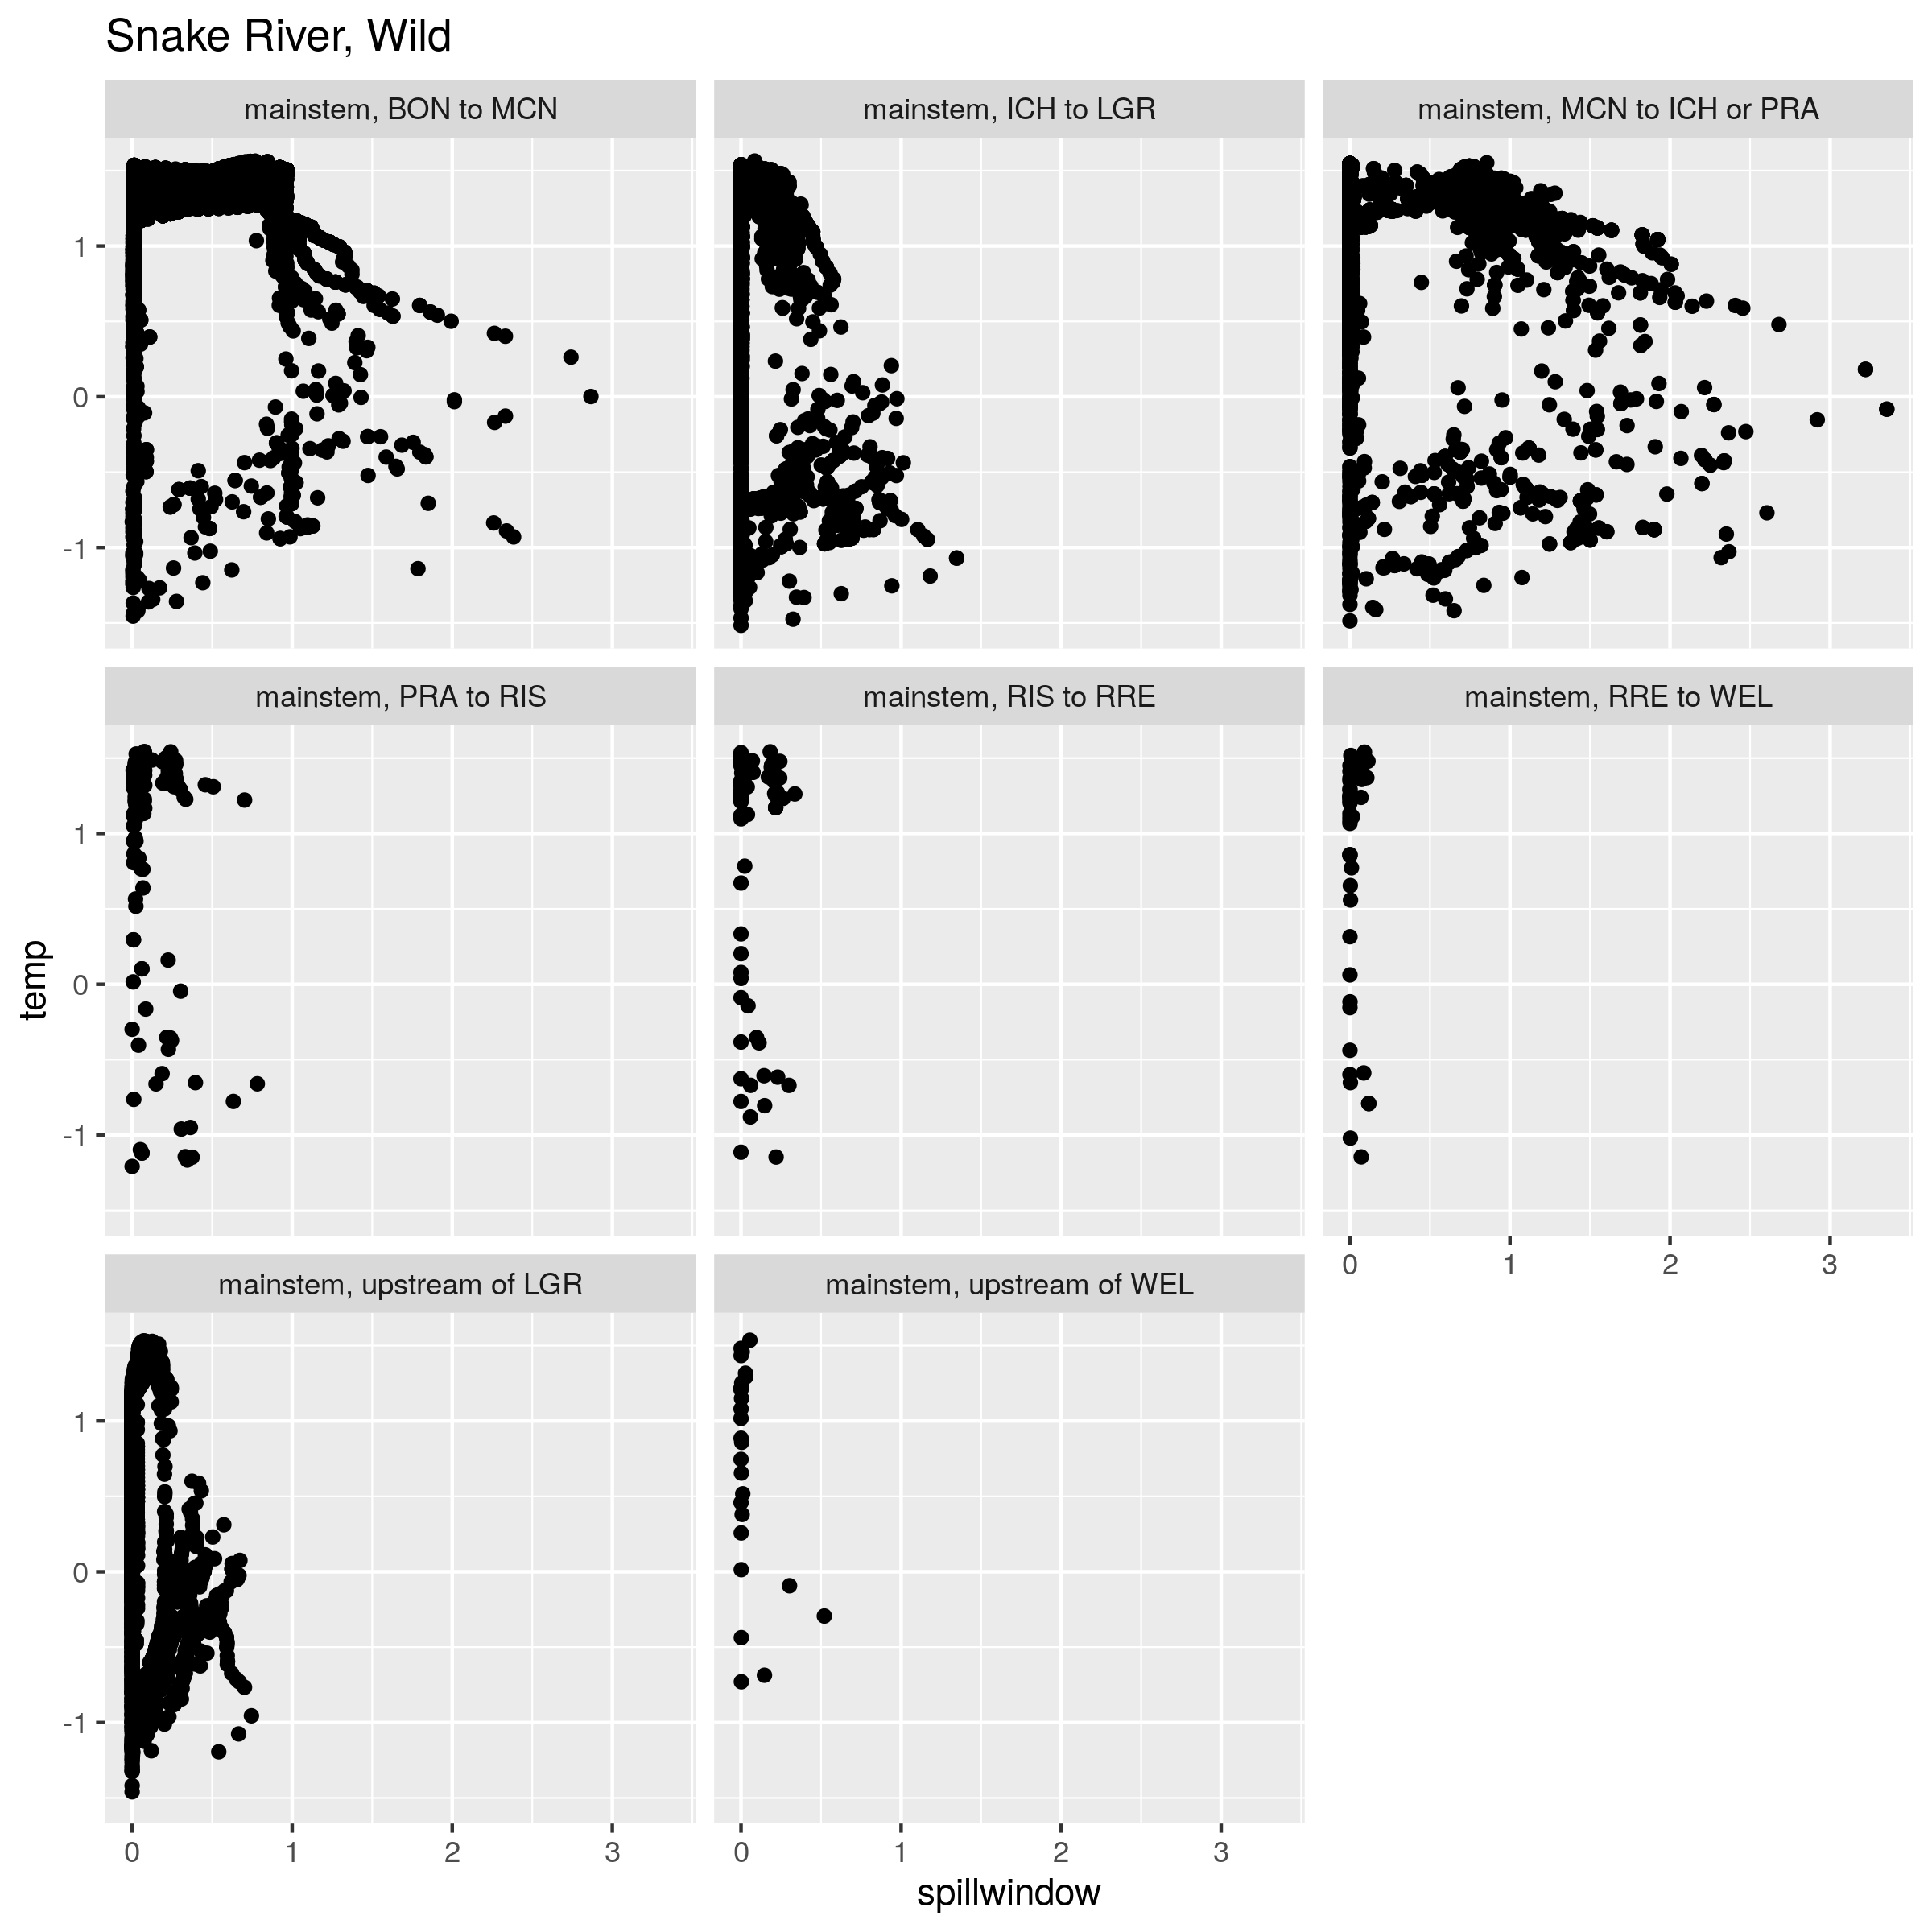 Snake River, Wild
mainstem, BON to MCN
mainstem, ICH to LGR
mainstem, MCN to ICH or PRA
1
0
-1
mainstem, PRA to RIS
mainstem, RIS to RRE
mainstem, RRE to WEL
1
0
-1
temp
0 1 2 3
mainstem, upstream of LGR
mainstem, upstream of WEL
1
0
-1
0 1 2 3
0 1 2 3
spillwindow